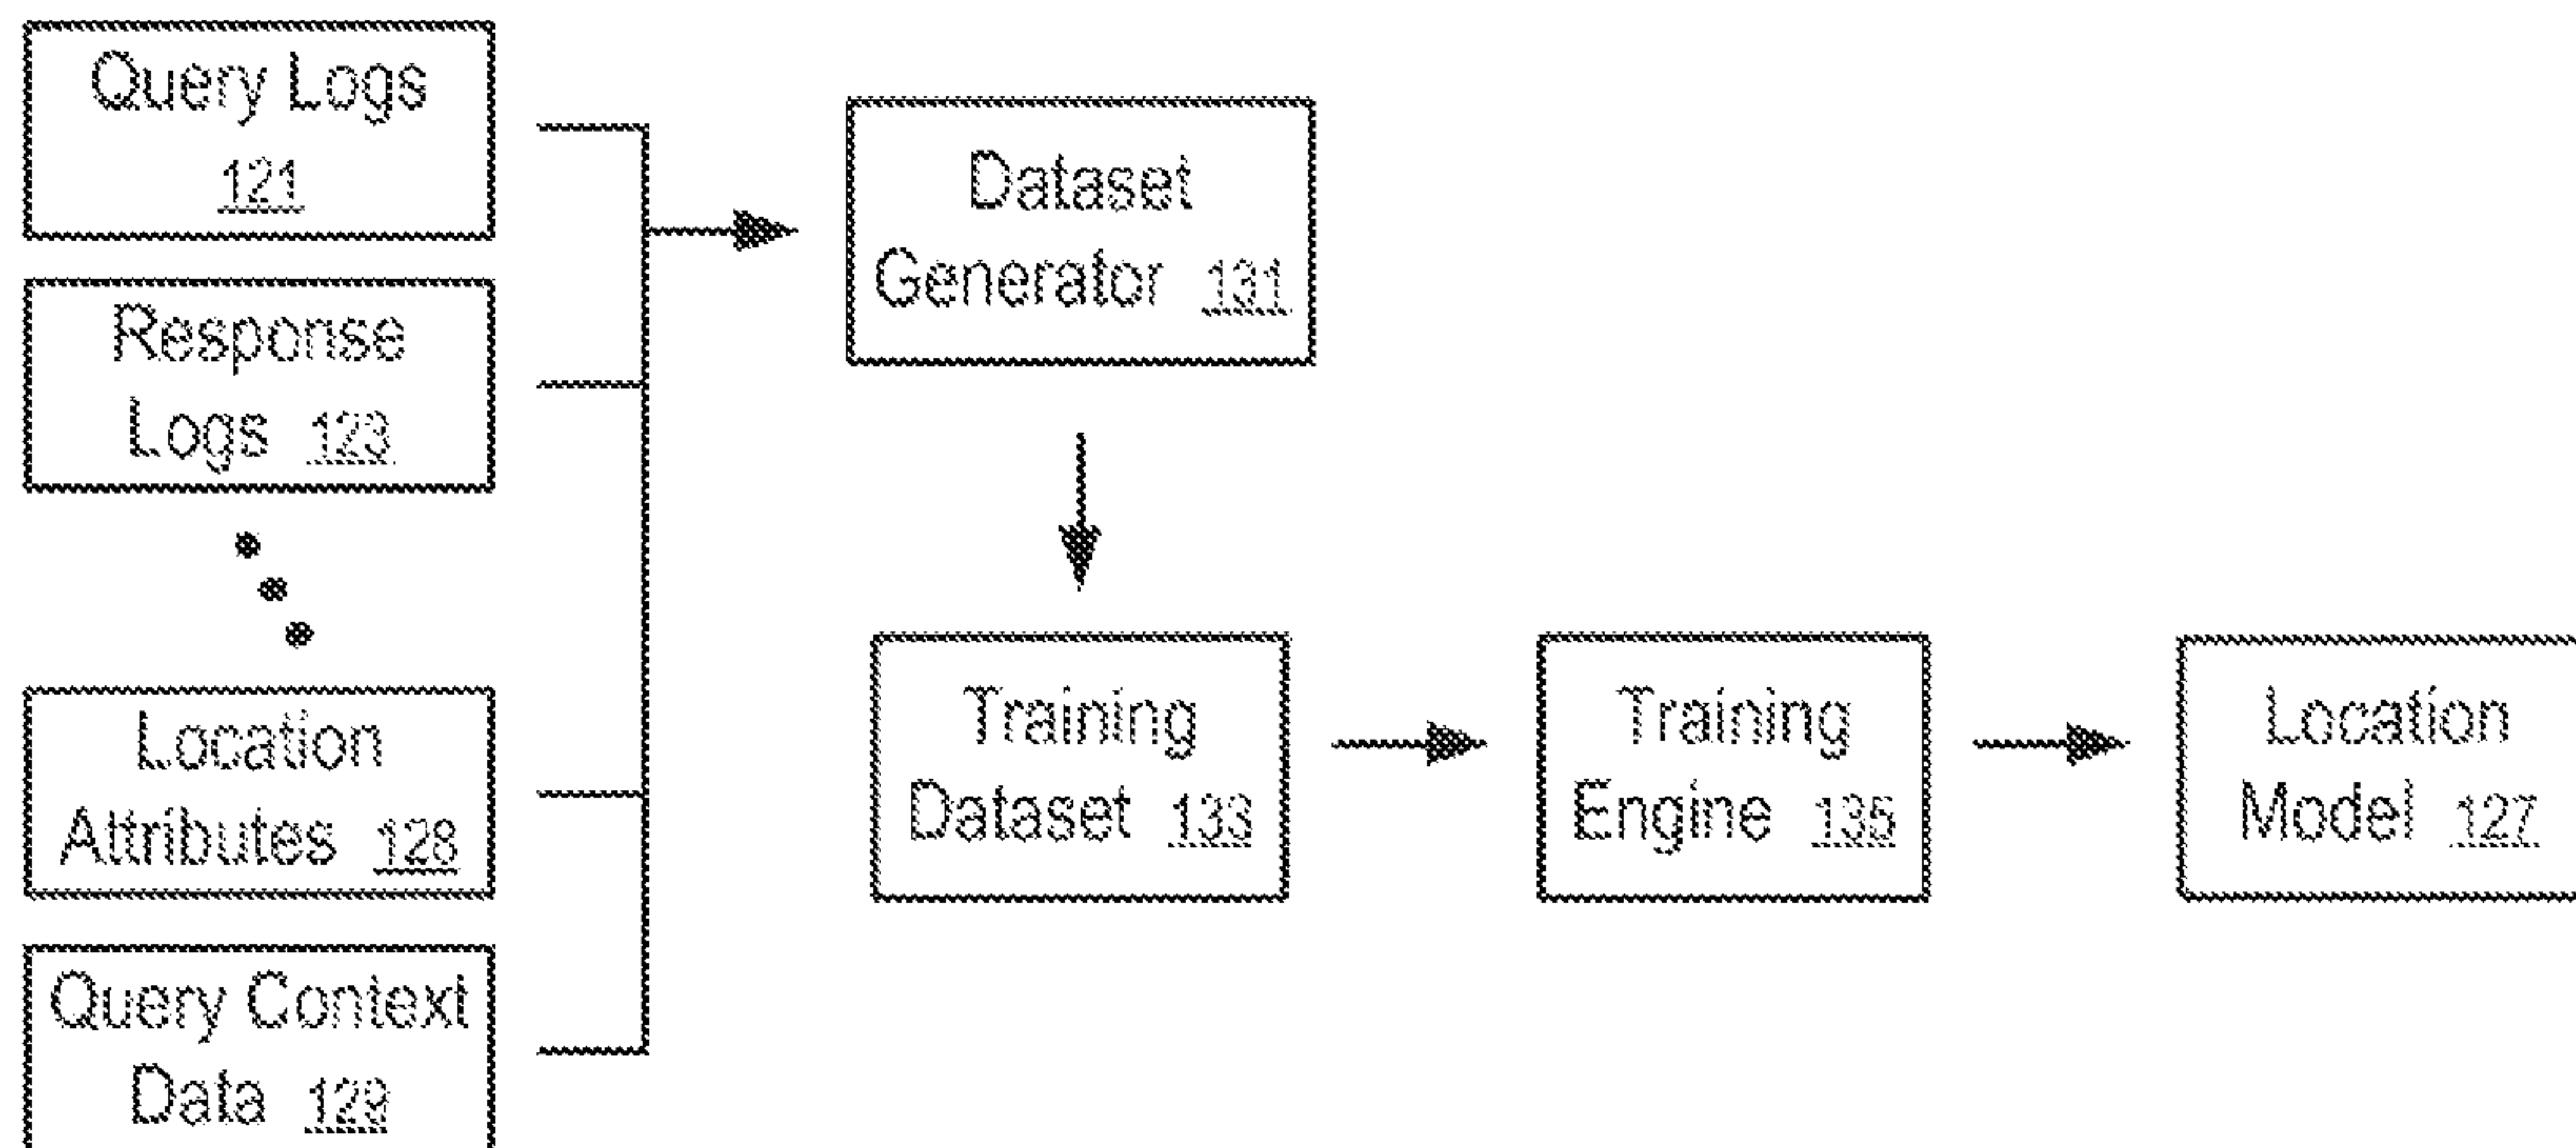 Query Logs
121
Response
Logs 123
Location
Attributes 128
Query Context
Data 129
Dataset
Generator 131
Training
Dataset 133
Training
Engine 135
Location
Model 127